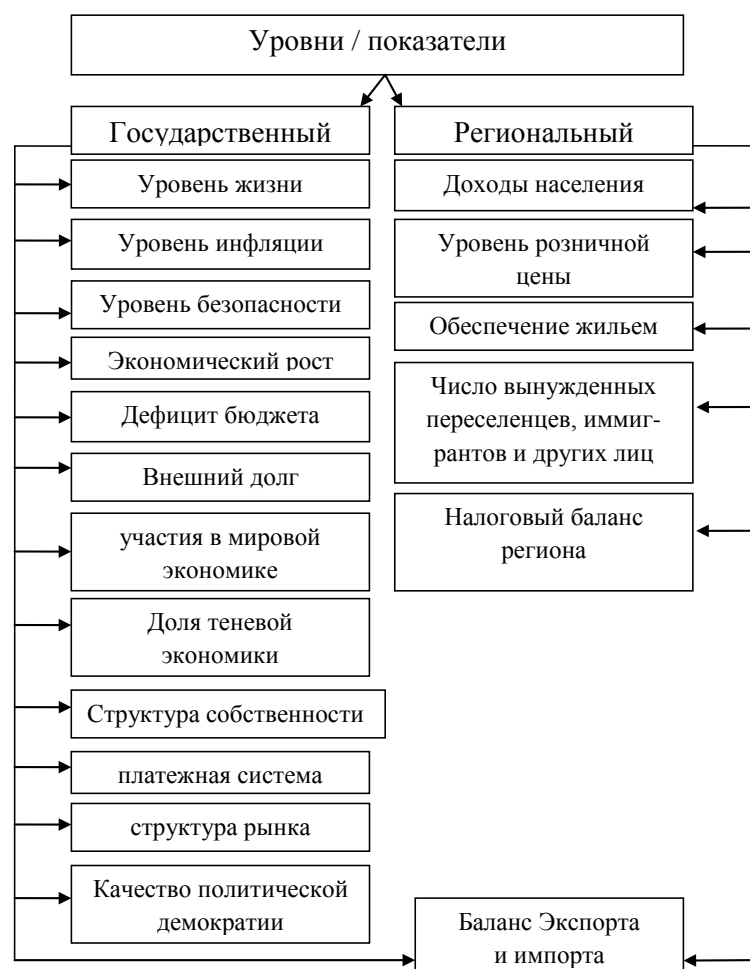 Уровни / показатели
Государственный
Уровень жизни
Уровень инфляции
Уровень безопасности
Экономический рост
Дефицит бюджета
Внешний долг
участия в мировой
экономике
Доля теневой
экономики
Структура собственности
платежная система
структура рынка
Качество политической
демократии
Региональный
Доходы населения
Уровень розничной
цены
Обеспечение жильем
Число вынужденных
переселенцев, иммиг-
рантов и других лиц
Налоговый баланс
региона
Баланс Экспорта
и импорта